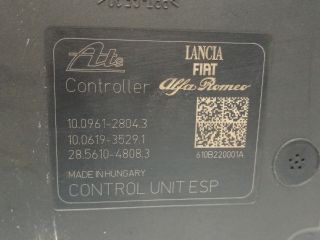 Ate
LANCIA
FIAT
Controller
Alfa Romeo
10.0961-2804.3
10.0619-3529.1
28.5610-4808.3
610B220001A
MADE IN HUNGARY
CONTROL UNIT ESP